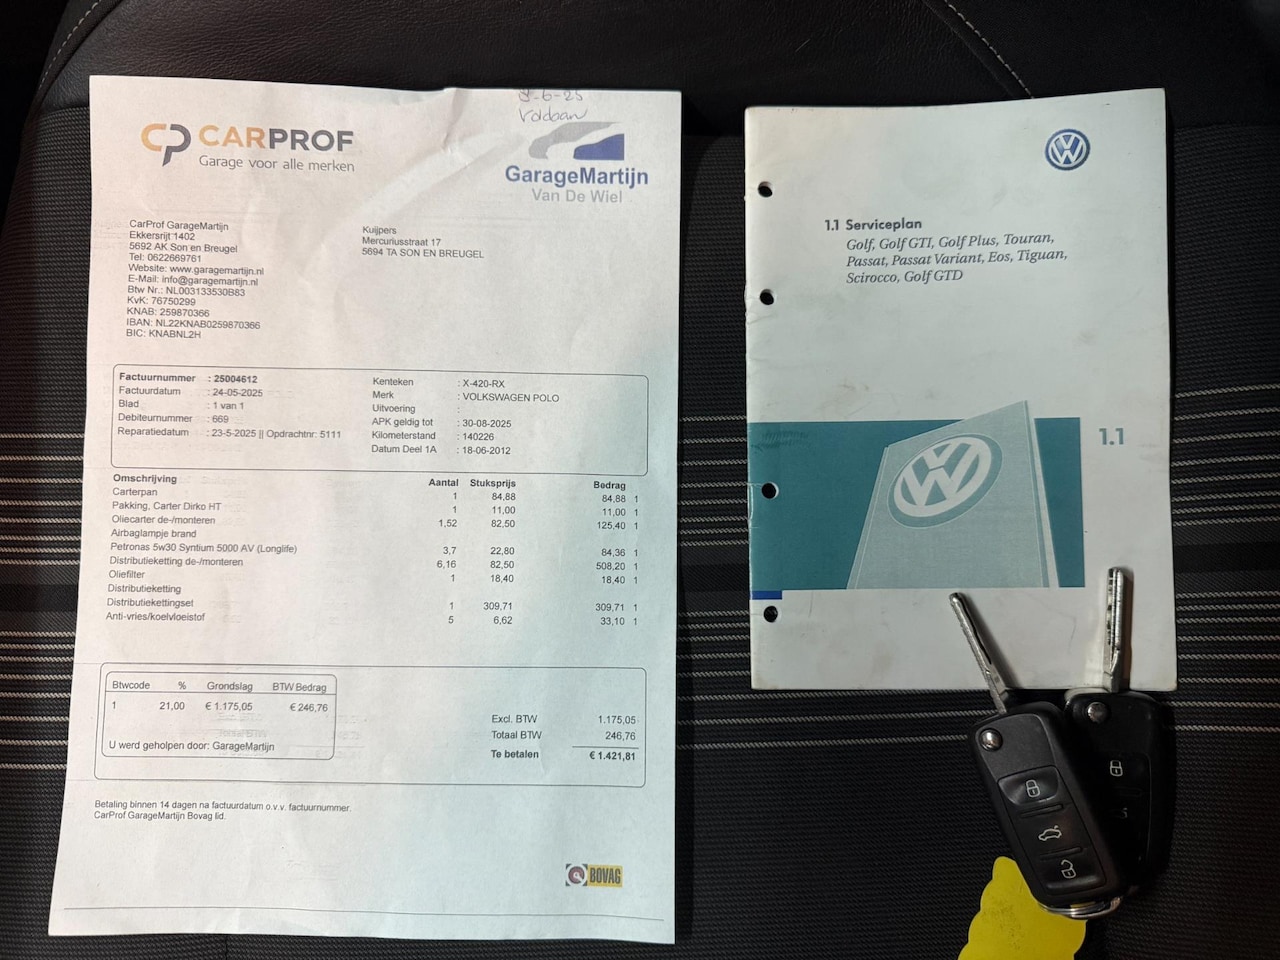 8-6-25
Voldaan
CP CARPROF
Garage voor alle merken
GarageMartijn
Van De Wiel
CarProf GarageMartijn
Ekkersrijt 1402
5692 AK Son en Breugel
Tel: 0622669761
Website: www.garagemartijn.nl
E-Mail: info@garagemartijn.nl
Btw Nr.: NL003133530B83
KvK: 76750299
KNAB: 259870366
IBAN: NL22KNAB0259870366
BIC: KNABNL2H
Kuijpers
Mercuriusstraat 17
5694 TA SON EN BREUGEL
Factuurnummer : 25004612
Factuurdatum : 24-05-2025
Blad : 1 van 1
Debiteurnummer : 669
Reparatiedatum : 23-5-2025 || Opdrachtnr: 5111
Kenteken : X-420-RX
Merk : VOLKSWAGEN POLO
Uitvoering :
APK geldig tot : 30-08-2025
Kilometerstand : 140226
Datum Deel 1A : 18-06-2012
Omschrijving Aantal Stuksprijs Bedrag
Carterpan 1 84,88 84,88 1
Pakking, Carter Dirko HT 1 11,00 11,00 1
Oliecarter de-/monteren 1,52 82,50 125,40 1
Airbaglampje brand
Petronas 5w30 Syntium 5000 AV (Longlife) 3,7 22,80 84,36 1
Distributieketting de-/monteren 6,16 82,50 508,20 1
Oliefilter 1 18,40 18,40 1
Distributieketting
Distributiekettingset 1 309,71 309,71 1
Anti-vries/koelvloeistof 5 6,62 33,10 1
Btwcode % Grondslag BTW Bedrag
1 21,00 € 1.175,05 € 246,76
U werd geholpen door: GarageMartijn
Excl. BTW 1.175,05
Totaal BTW 246,76
Te betalen € 1.421,81
Betaling binnen 14 dagen na factuurdatum o.v.v. factuurnummer.
CarProf GarageMartijn Bovag lid.
BOVAG
1.1 Serviceplan
Golf, Golf GTI, Golf Plus, Touran,
Passat, Passat Variant, Eos, Tiguan,
Scirocco, Golf GTD
1.1